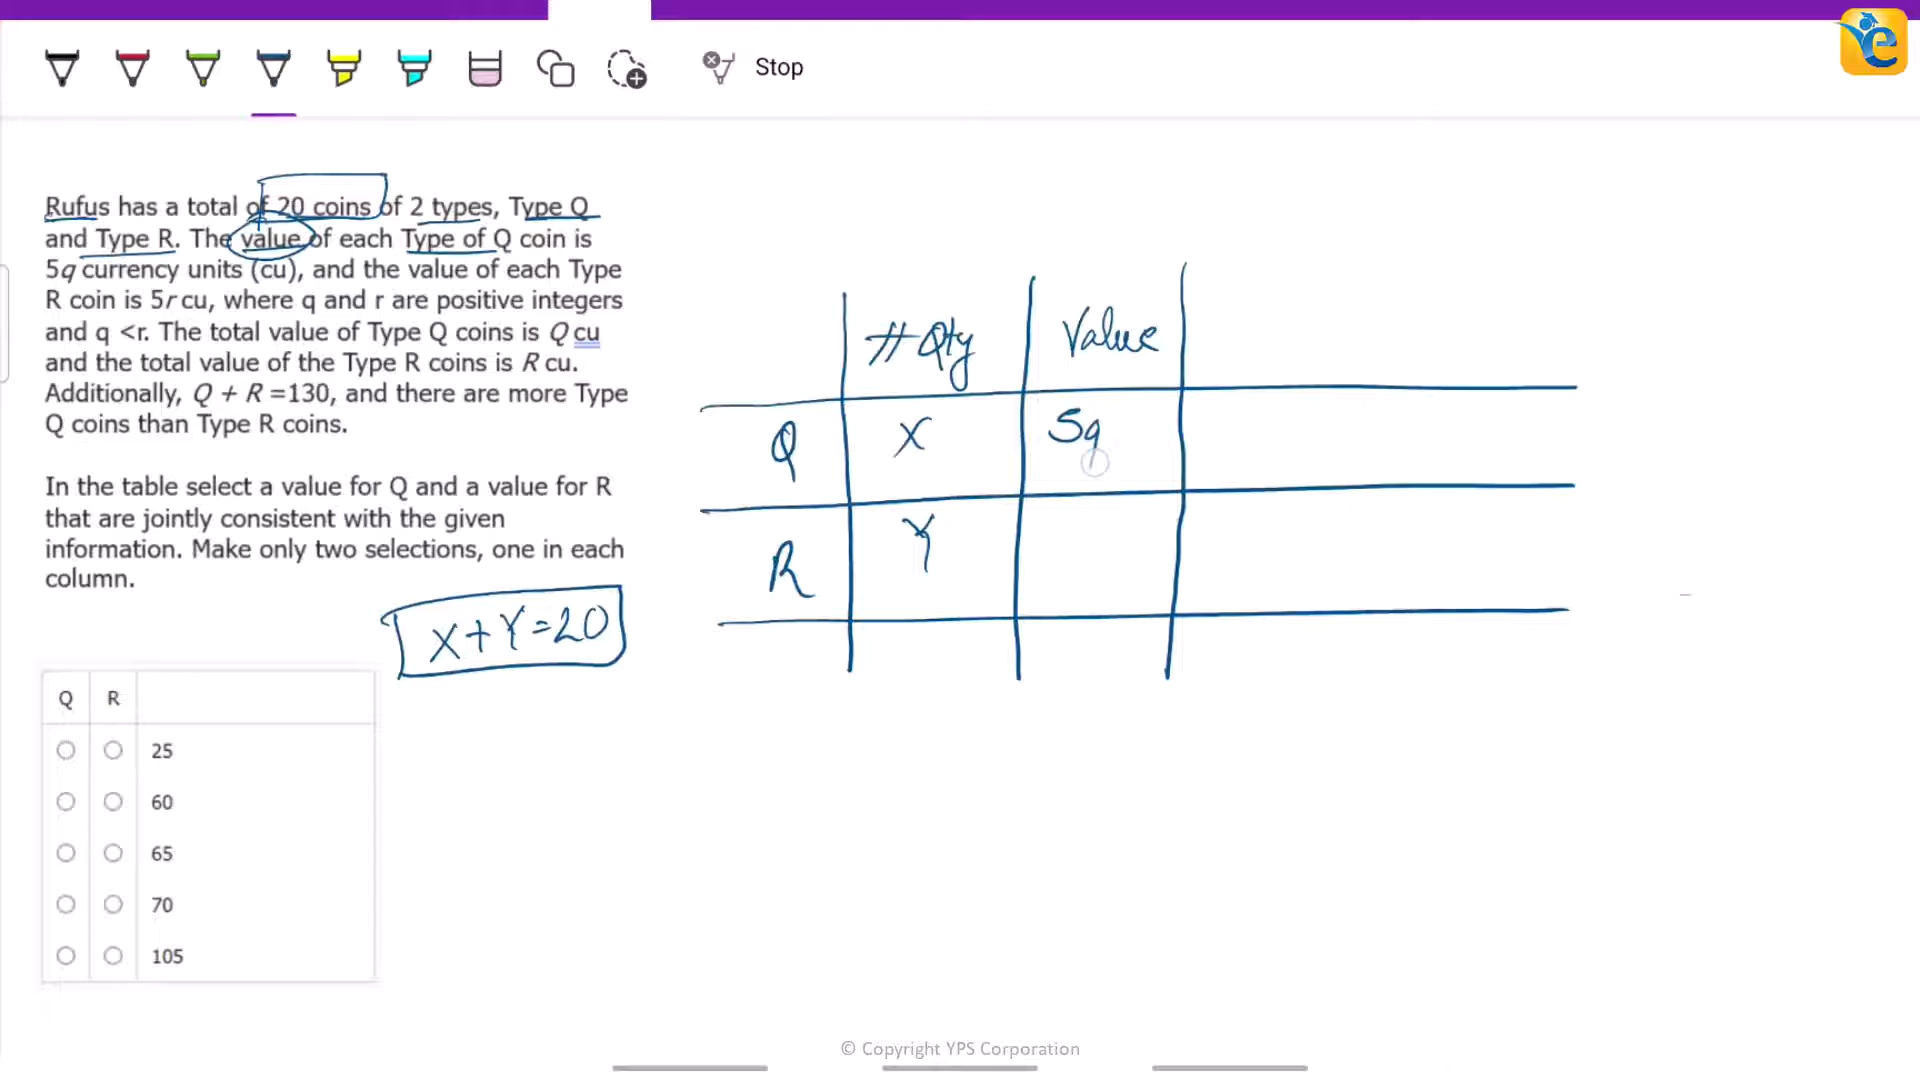 Stop
Rufus has a total of 20 coins of 2 types, Type Q
and Type R. The value of each Type of Q coin is
5q currency units (cu), and the value of each Type
R coin is 5r cu, where q and r are positive integers
and q <r. The total value of Type Q coins is Q cu
and the total value of the Type R coins is R cu.
Additionally, Q + R =130, and there are more Type
Q coins than Type R coins.
In the table select a value for Q and a value for R
that are jointly consistent with the given
information. Make only two selections, one in each
column.
X+Y=20
Q R
25
60
65
70
105
# Qty Value
Q X 5q
R Y
© Copyright YPS Corporation